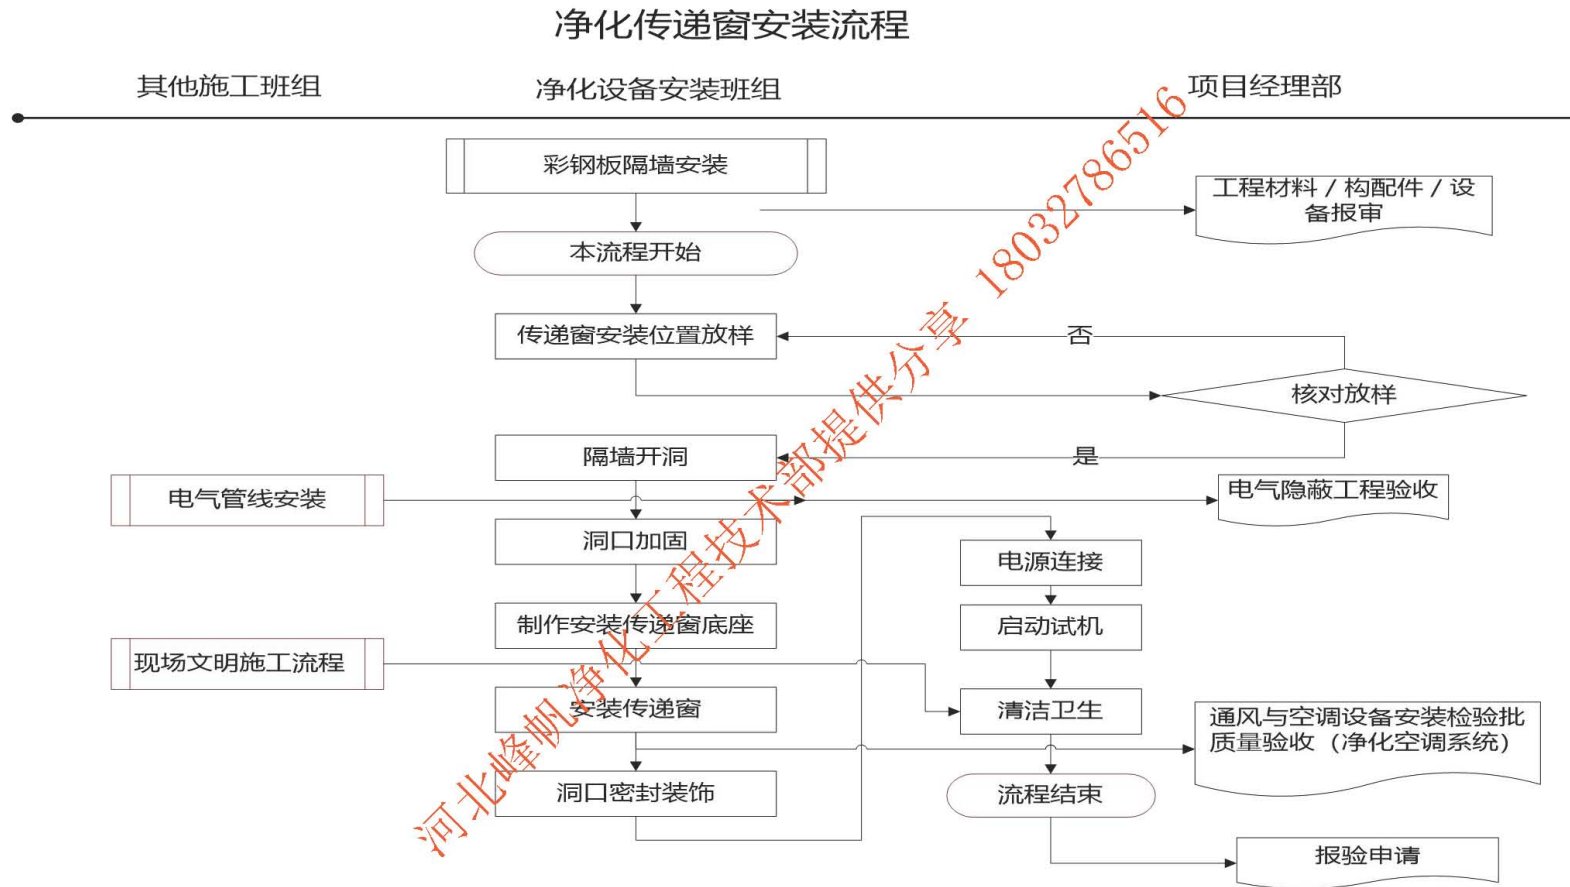 净化传递窗安装流程
其他施工班组
净化设备安装班组
项目经理部
彩钢板隔墙安装
工程材料 / 构配件 / 设
备报审
本流程开始
传递窗安装位置放样
否
核对放样
隔墙开洞
是
电气管线安装
电气隐蔽工程验收
洞口加固
电源连接
制作安装传递窗底座
启动试机
现场文明施工流程
安装传递窗
清洁卫生
通风与空调设备安装检验批
质量验收（净化空调系统）
洞口密封装饰
流程结束
报验申请
河北峰帆净化工程技术部提供分享 18032786516